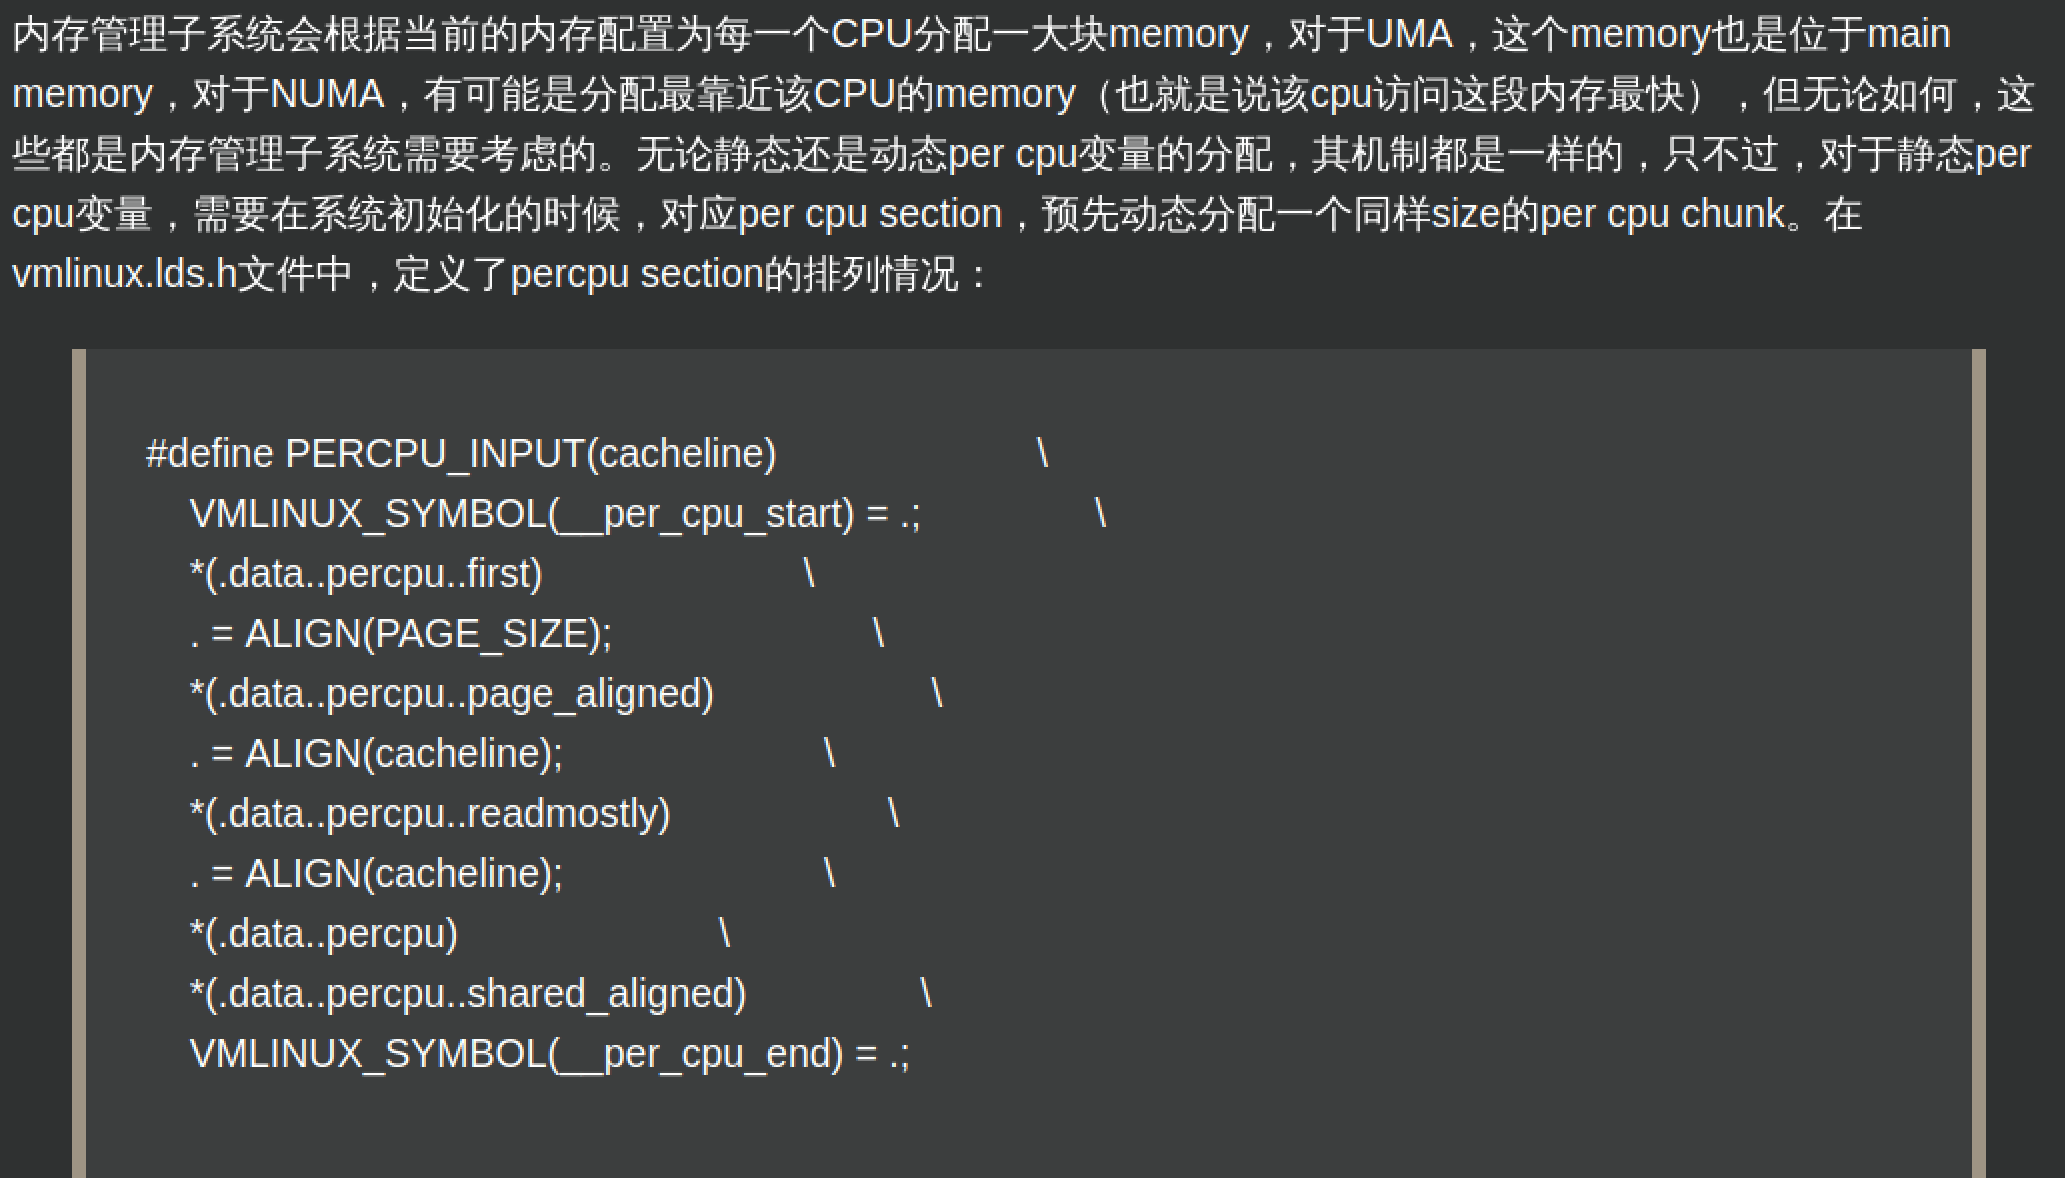 内存管理子系统会根据当前的内存配置为每一个CPU分配一大块memory，对于UMA，这个memory也是位于main
memory，对于NUMA，有可能是分配最靠近该CPU的memory（也就是说该cpu访问这段内存最快），但无论如何，这
些都是内存管理子系统需要考虑的。无论静态还是动态per cpu变量的分配，其机制都是一样的，只不过，对于静态per
cpu变量，需要在系统初始化的时候，对应per cpu section，预先动态分配一个同样size的per cpu chunk。在
vmlinux.lds.h文件中，定义了percpu section的排列情况：
#define PERCPU_INPUT(cacheline) \
VMLINUX_SYMBOL(__per_cpu_start) = .; \
*(.data..percpu..first) \
. = ALIGN(PAGE_SIZE); \
*(.data..percpu..page_aligned) \
. = ALIGN(cacheline); \
*(.data..percpu..readmostly) \
. = ALIGN(cacheline); \
*(.data..percpu) \
*(.data..percpu..shared_aligned) \
VMLINUX_SYMBOL(__per_cpu_end) = .;